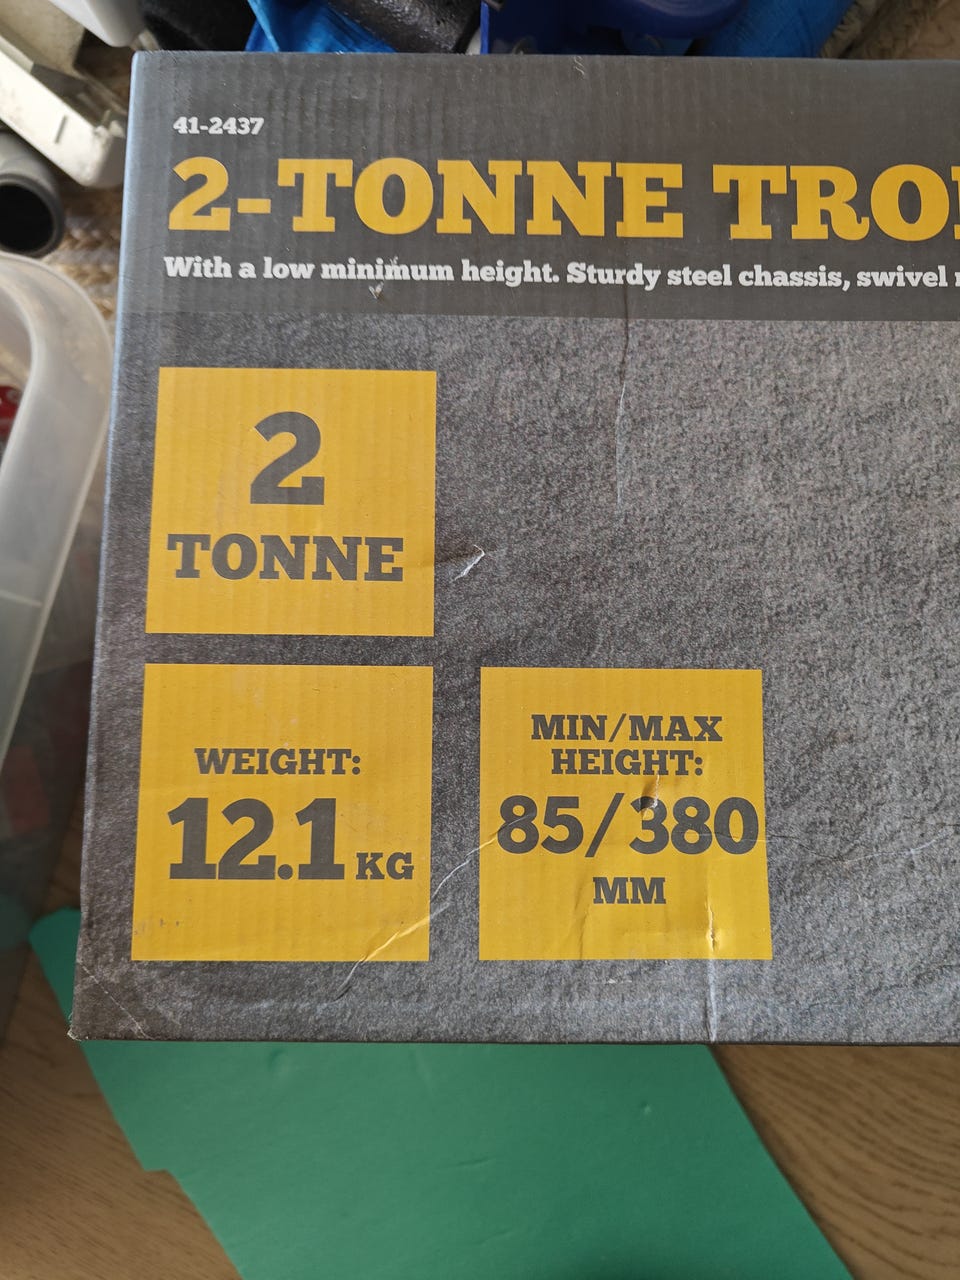 41-2437
2-TONNE
With a low minimum height. Sturdy steel chassis, swivel
2
TONNE
WEIGHT:
12.1 KG
MIN/MAX
HEIGHT:
85/380
MM